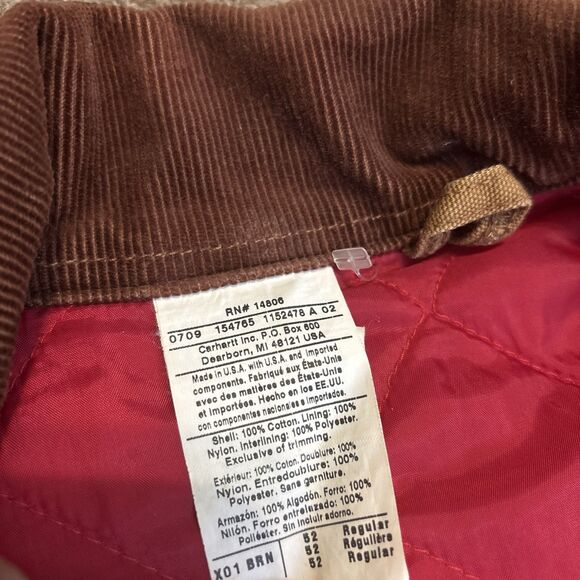 RN# 14806
0709 154765 1152478 A 02
Carhartt Inc. P.O. Box 600
Dearborn, MI 48121 USA
Made in U.S.A. with U.S.A. and imported
components. Fabriqué aux États-Unis
avec des matières des États-Unis
et importées. Hecho en los EE.UU.
con componentes nacionales e importados.
Shell: 100% Cotton. Lining: 100%
Nylon. Interlining: 100% Polyester.
Exclusive of trimming.
Extérieur: 100% Coton. Doublure: 100%
Nylon. Entredoublure: 100%
Polyester. Sans garniture.
Armazón: 100% Algodón. Forro: 100%
Nilón. Forro entrelazado: 100%
Poliéster. Sin incluir adorno.
52 Regular
X01 BRN 52 Régulière
52 Regular